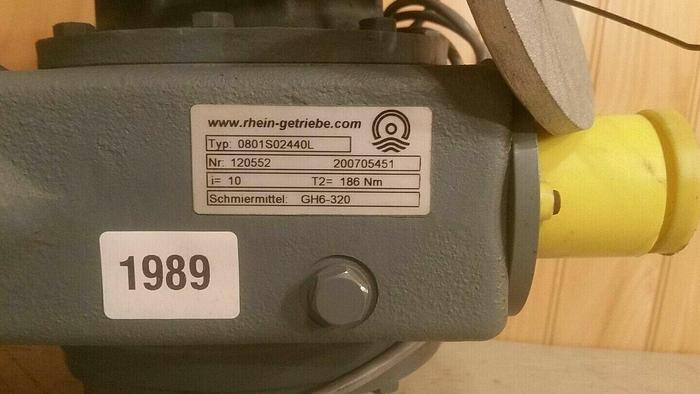 www.rhein-getriebe.com
Typ: 0801S02440L
Nr: 120552 200705451
i= 10 T2= 186 Nm
Schmiermittel: GH6-320
1989